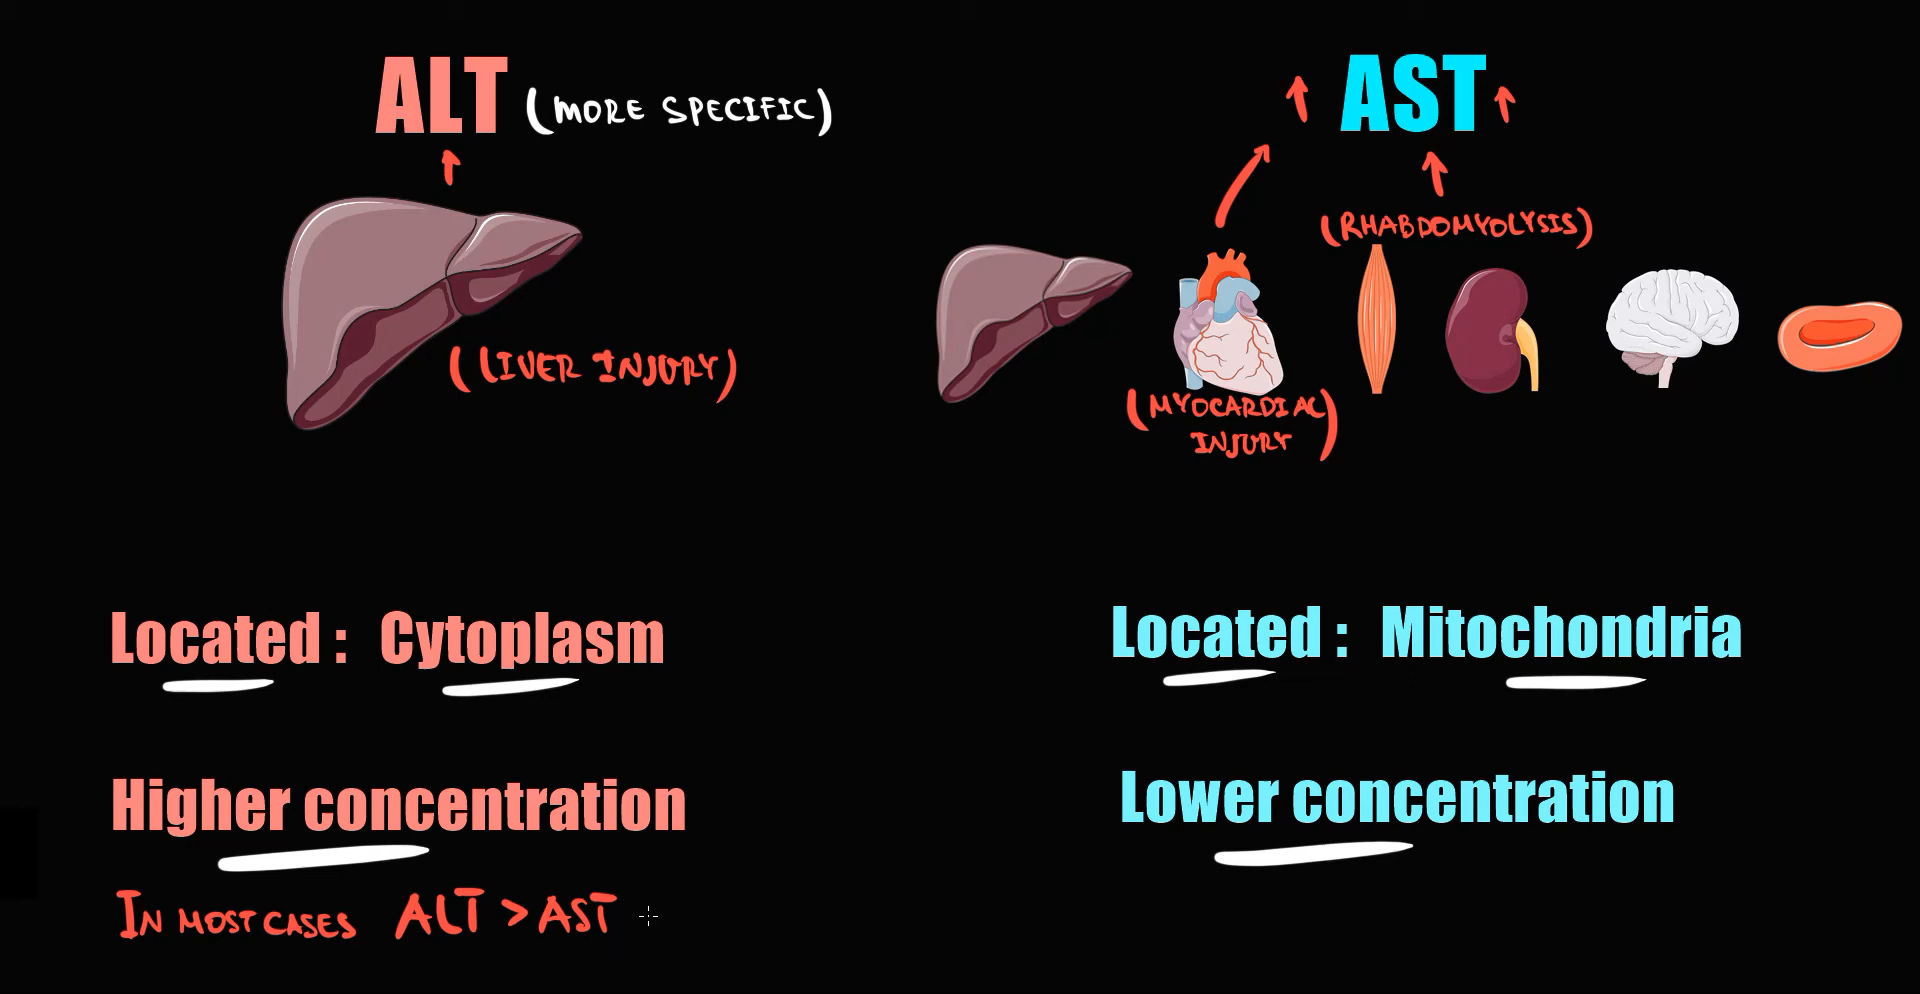 ALT (MORE SPECIFIC)
(LIVER INJURY)
Located : Cytoplasm
Higher concentration
IN MOST CASES ALT > AST
AST
(RHABDOMYOLYSIS)
(MYOCARDIAL
INJURY)
Located : Mitochondria
Lower concentration